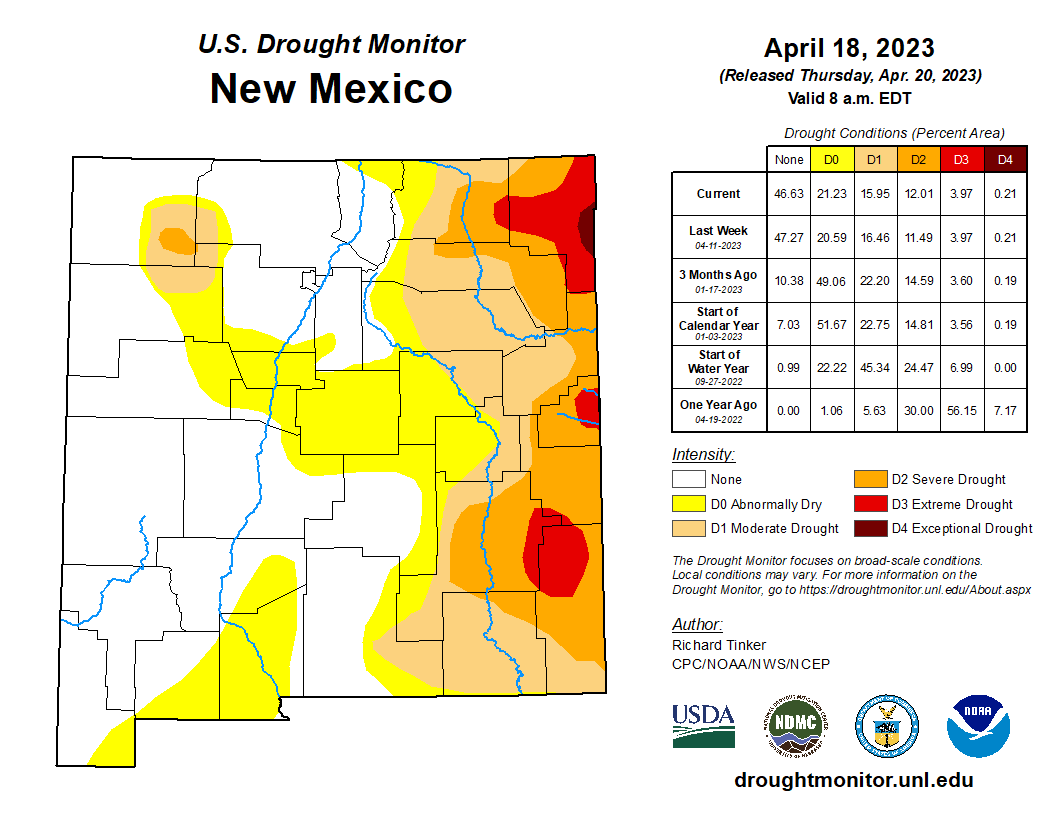 U.S. Drought Monitor
New Mexico
April 18, 2023
(Released Thursday, Apr. 20, 2023)
Valid 8 a.m. EDT
Drought Conditions (Percent Area)
None D0 D1 D2 D3 D4
Current 46.63 21.23 15.95 12.01 3.97 0.21
Last Week
04-11-2023 47.27 20.59 16.46 11.49 3.97 0.21
3 Months Ago
01-17-2023 10.38 49.06 22.20 14.59 3.60 0.19
Start of
Calendar Year
01-03-2023 7.03 51.67 22.75 14.81 3.56 0.19
Start of
Water Year
09-27-2022 0.99 22.22 45.34 24.47 6.99 0.00
One Year Ago
04-19-2022 0.00 1.06 5.63 30.00 56.15 7.17
Intensity:
None
D0 Abnormally Dry
D1 Moderate Drought
D2 Severe Drought
D3 Extreme Drought
D4 Exceptional Drought
The Drought Monitor focuses on broad-scale conditions.
Local conditions may vary. For more information on the
Drought Monitor, go to https://droughtmonitor.unl.edu/About.aspx
Author:
Richard Tinker
CPC/NOAA/NWS/NCEP
USDA
NDMC
NOAA
droughtmonitor.unl.edu